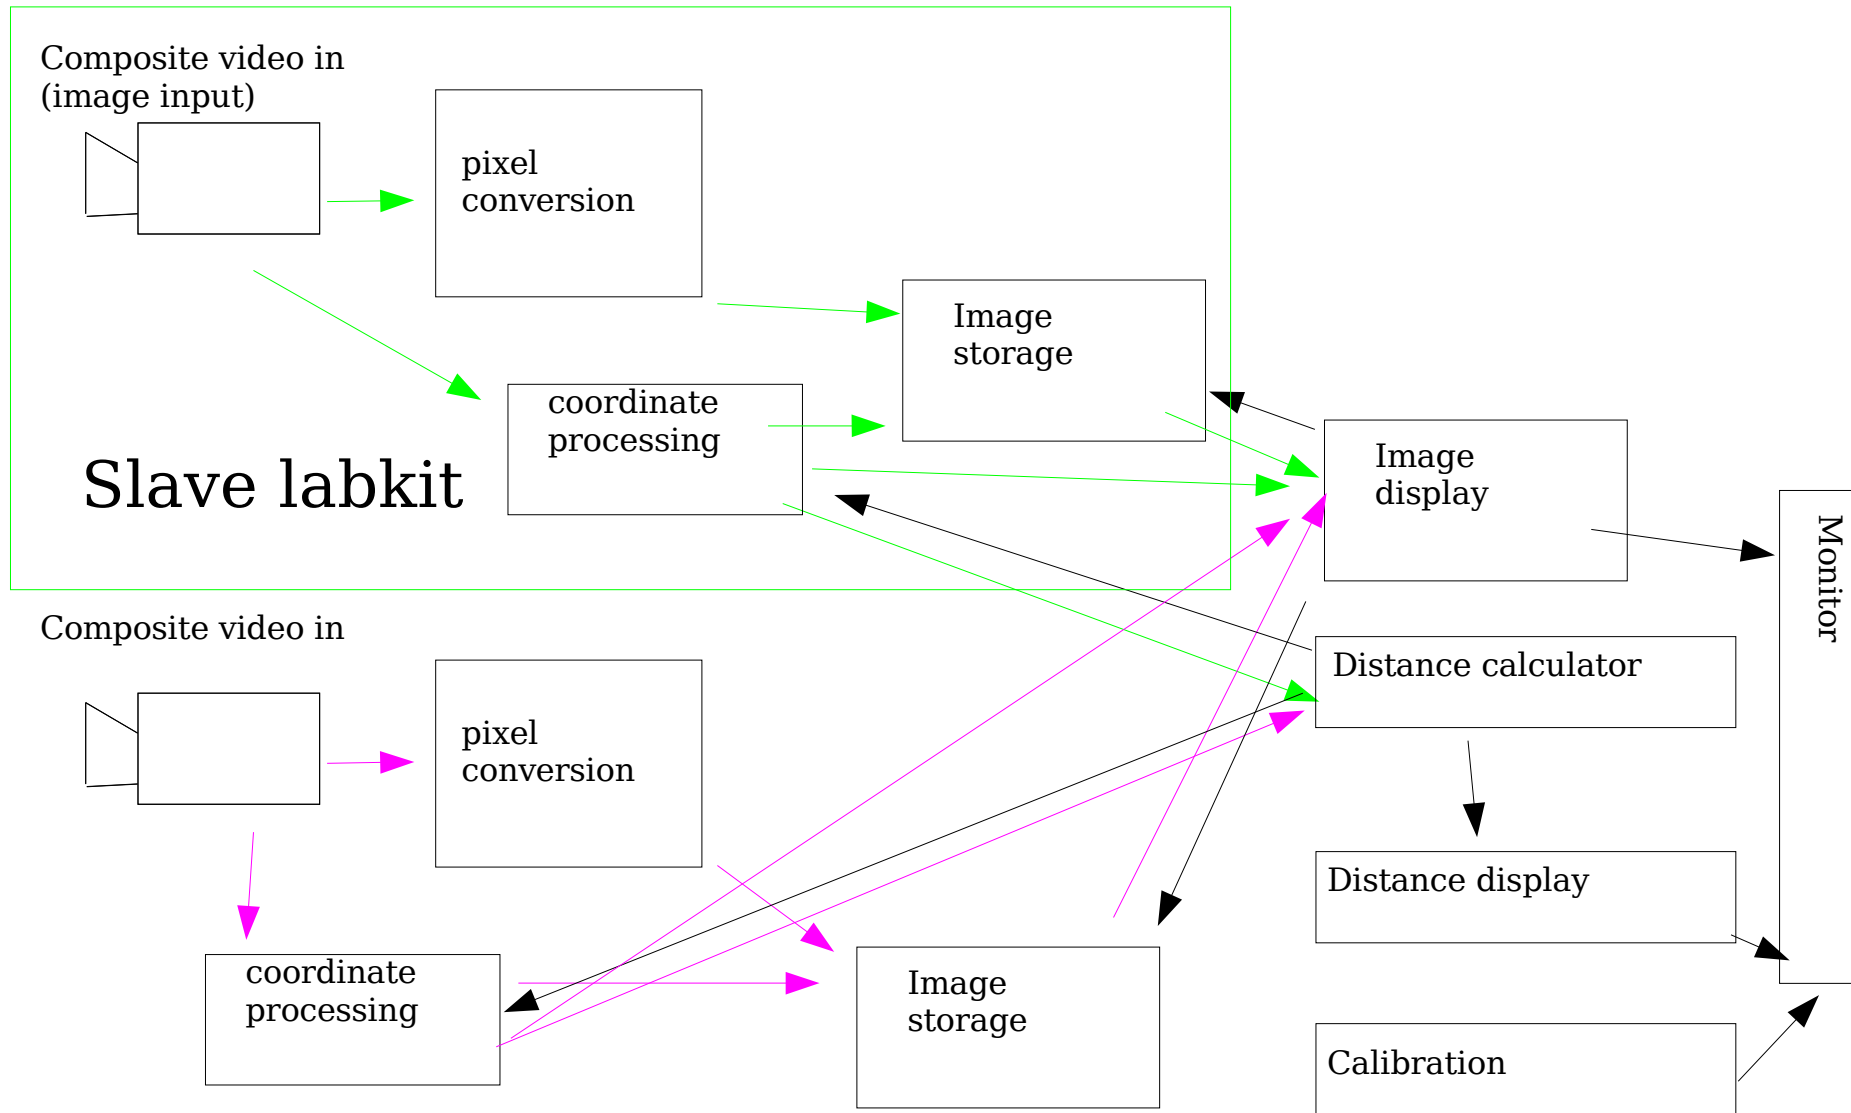 Composite video in
(image input)
pixel
conversion
Image
storage
coordinate
processing
Slave labkit
Image
display
Monitor
Composite video in
Distance calculator
pixel
conversion
Distance display
coordinate
processing
Image
storage
Calibration